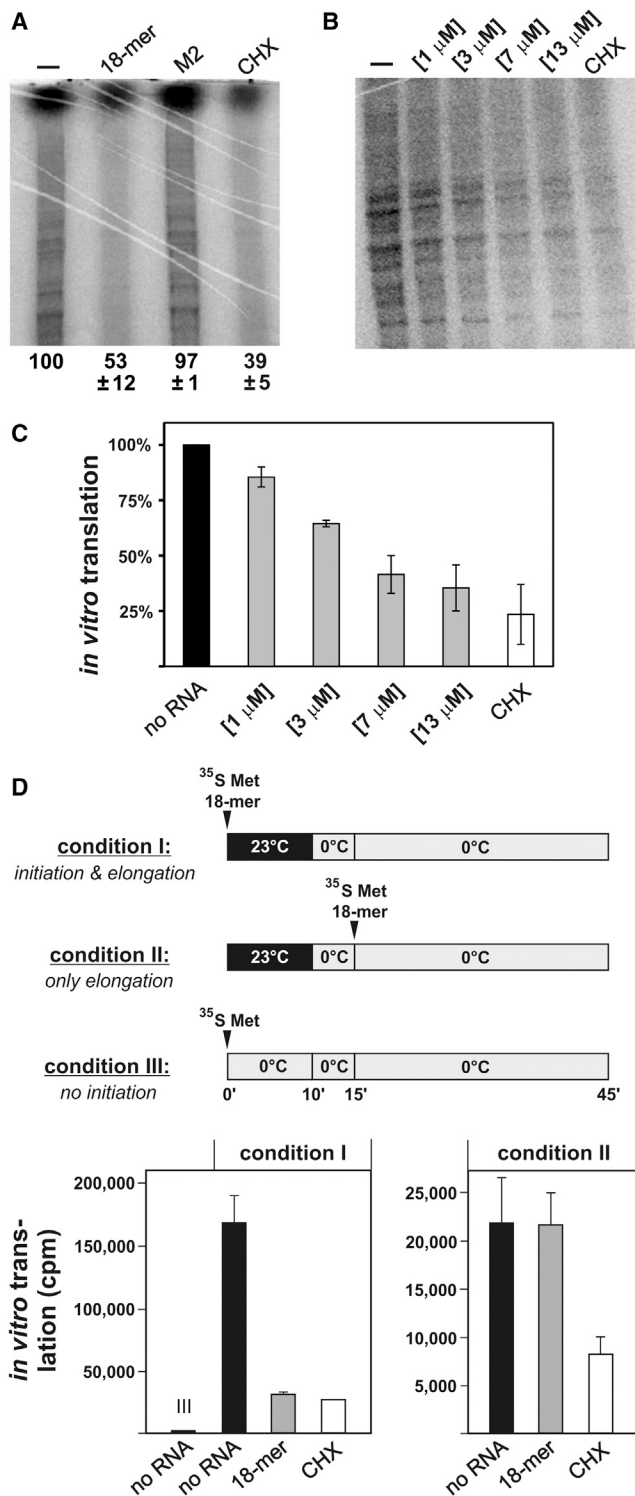 A
— 18-mer M2 CHX
100 53 97 39
±12 ±1 ±5
B
— [1 μM] [3 μM] [7 μM] [13 μM] CHX
C
in vitro translation
100%
75%
50%
25%
no RNA [1 μM] [3 μM] [7 μM] [13 μM] CHX
D
35S Met
18-mer
condition I:
initiation & elongation
23°C 0°C 0°C
35S Met
18-mer
condition II:
only elongation
23°C 0°C 0°C
35S Met
condition III:
no initiation
0°C 0°C 0°C
0' 10' 15' 45'
in vitro trans-
lation (cpm)
condition I
200,000
150,000
100,000
50,000
III
no RNA no RNA 18-mer CHX
condition II
25,000
20,000
15,000
10,000
5,000
no RNA 18-mer CHX